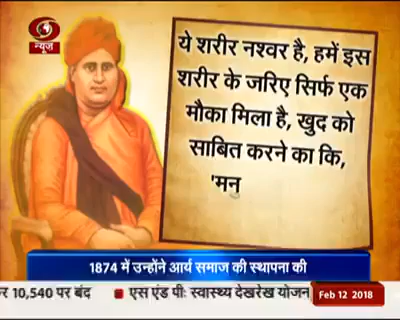 न्यूज़
ये शरीर नश्वर है, हमें इस
शरीर के जरिए सिर्फ एक
मौका मिला है, खुद को
साबित करने का कि,
'मनु
1874 में उन्होंने आर्य समाज की स्थापना की
10,540 पर बंद
एस एंड पी: स्वास्थ्य देखरेख
Feb 12 2018